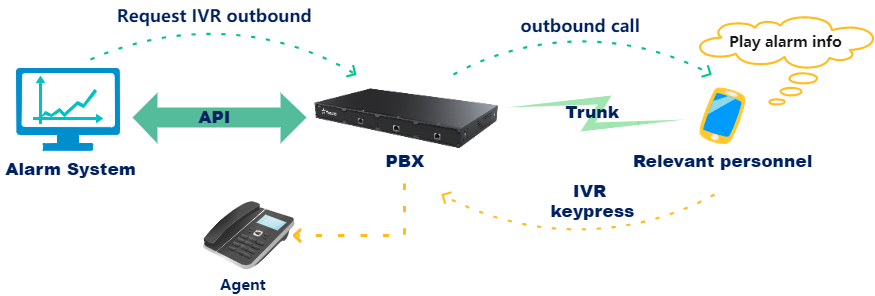 Request IVR outbound
outbound call
Play alarm info
API
Trunk
Alarm System
PBX
Relevant personnel
IVR
keypress
Agent